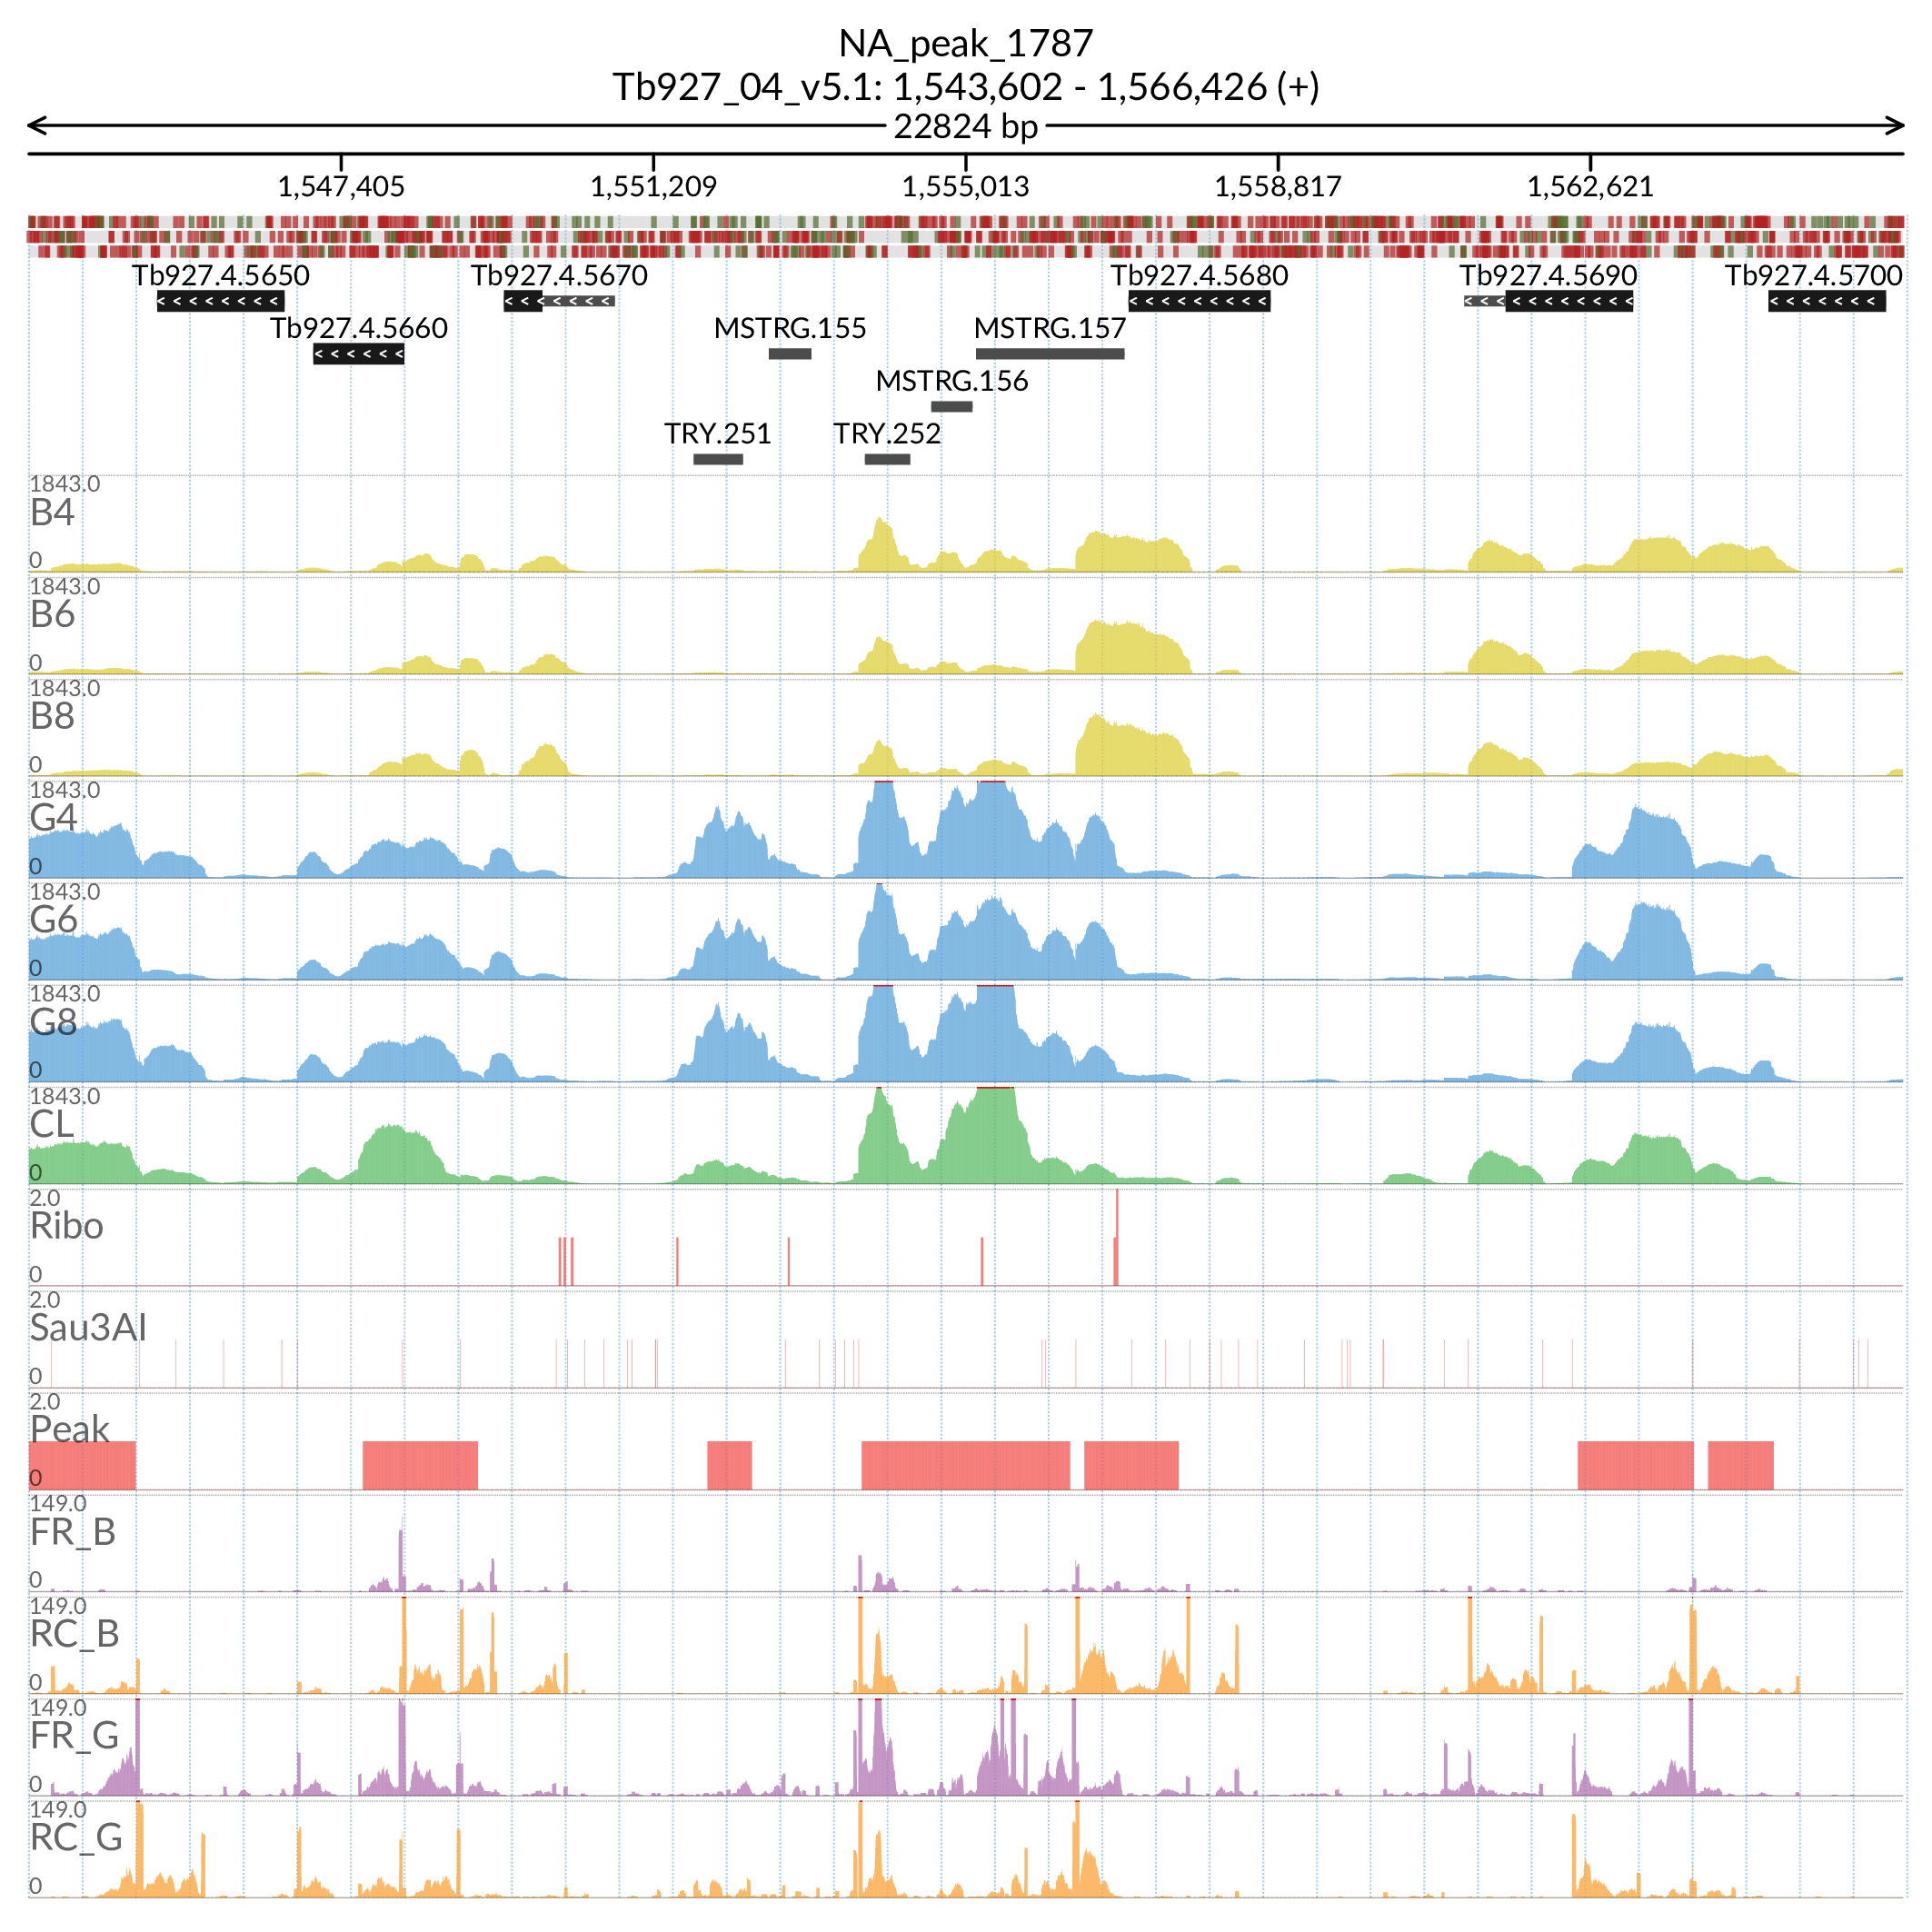 NA_peak_1787
Tb927_04_v5.1: 1,543,602 - 1,566,426 (+)
22824 bp
1,547,405 1,551,209 1,555,013 1,558,817 1,562,621
Tb927.4.5650 Tb927.4.5670 Tb927.4.5680 Tb927.4.5690 Tb927.4.5700
Tb927.4.5660 MSTRG.155 MSTRG.157
MSTRG.156
TRY.251 TRY.252
1843.0
B4
0
1843.0
B6
0
1843.0
B8
0
1843.0
G4
0
1843.0
G6
0
1843.0
G8
0
1843.0
CL
0
2.0
Ribo
0
2.0
Sau3AI
0
2.0
Peak
0
149.0
FR_B
0
149.0
RC_B
0
149.0
FR_G
0
149.0
RC_G
0